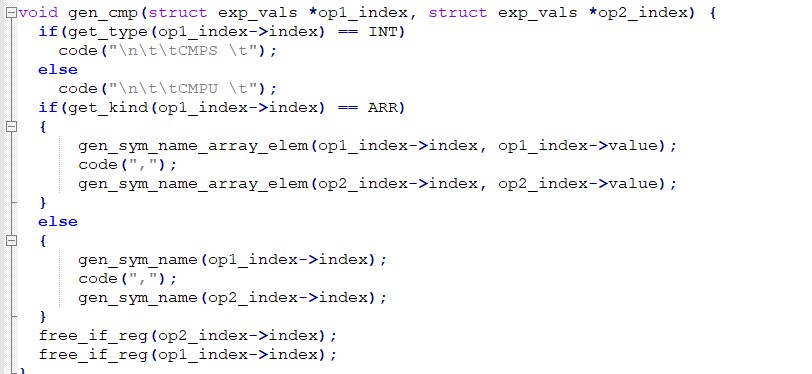 void gen_cmp(struct exp_vals *op1_index, struct exp_vals *op2_index) {
  if(get_type(op1_index->index) == INT)
    code("\n\t\tCMPS \t");
  else
    code("\n\t\tCMPU \t");
  if(get_kind(op1_index->index) == ARR)
  {
      gen_sym_name_array_elem(op1_index->index, op1_index->value);
      code(",");
      gen_sym_name_array_elem(op2_index->index, op2_index->value);
  }
  else
  {
      gen_sym_name(op1_index->index);
      code(",");
      gen_sym_name(op2_index->index);
  }
  free_if_reg(op2_index->index);
  free_if_reg(op1_index->index);
}